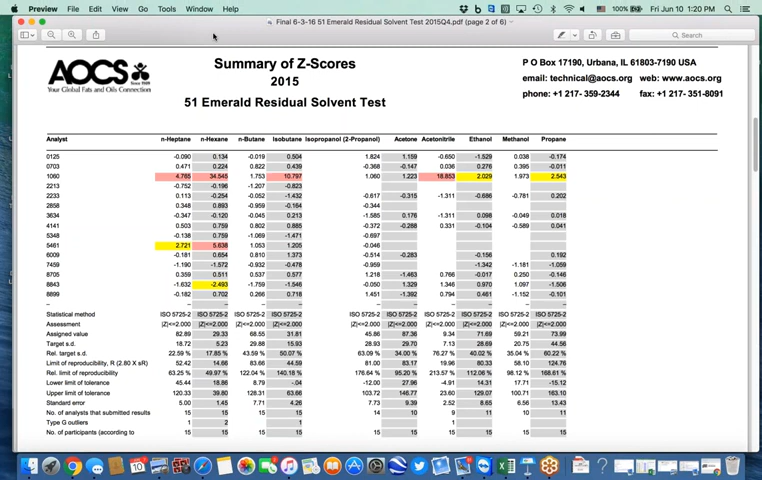 Preview File Edit View Go Tools Window Help 100% Fri Jun 10 1:20 PM
Final 6-3-16 51 Emerald Residual Solvent Test 2015Q4.pdf (page 2 of 6)
Search
AOCS
Your Global Fats and Oils Connection
Summary of Z-Scores
2015
51 Emerald Residual Solvent Test
P O Box 17190, Urbana, IL 61803-7190 USA
email: technical@aocs.org web: www.aocs.org
phone: +1 217- 359-2344 fax: +1 217- 351-8091
Analyst n-Heptane n-Hexane n-Butane Isobutane Isopropanol (2-Propanol) Acetone Acetonitrile Ethanol Methanol Propane
0125 -0.090 0.134 -0.019 0.504 1.824 1.159 -0.650 -1.529 0.038 -0.174
0703 0.471 0.224 0.822 0.439 -0.368 -0.147 0.036 0.276 0.395 -0.011
1060 4.765 34.545 1.753 10.797 1.060 1.223 18.853 2.029 1.973 2.543
2213 -0.752 -0.196 -1.207 -0.823
2233 0.113 -0.254 -0.052 -1.432 -0.617 -0.315 -1.311 -0.686 -0.781 0.202
2858 0.348 0.893 -0.959 -0.164 -0.344
3634 -0.347 -0.120 -0.045 0.213 -1.585 0.176 -1.311 0.098 -0.049 0.018
4141 0.503 0.759 0.802 0.885 -0.372 -0.288 0.331 -0.104 -0.589 0.041
5348 -0.138 0.759 -1.069 -1.471 -0.697
5461 2.721 5.638 1.053 1.205 -0.046
6009 -0.181 0.654 0.810 1.373 -0.514 -0.283 -0.156 0.192
7459 -1.190 -1.572 -0.482 -0.478 -0.959 -1.342 -1.181 -1.059
8705 0.359 0.511 0.537 0.577 1.218 -1.463 0.766 -0.017 0.250 -0.146
8843 -1.632 -2.493 -1.759 -1.546 -0.050 1.329 1.346 0.970 1.097 -1.506
8899 -0.182 0.702 0.266 0.718 1.451 -1.392 0.794 0.461 -1.152 -0.101
-- -- -- -- -- -- -- -- -- -- --
Statistical method ISO 5725-2 ISO 5725-2 ISO 5725-2 ISO 5725-2 ISO 5725-2 ISO 5725-2 ISO 5725-2 ISO 5725-2 ISO 5725-2 ISO 5725-2
Assessment |Z|<=2.000 |Z|<=2.000 |Z|<=2.000 |Z|<=2.000 |Z|<=2.000 |Z|<=2.000 |Z|<=2.000 |Z|<=2.000 |Z|<=2.000 |Z|<=2.000
Assigned value 82.89 29.33 68.55 31.81 45.86 87.36 9.34 71.69 59.21 73.99
Target s.d. 18.72 5.23 29.88 15.93 28.93 29.70 7.13 28.69 20.75 44.56
Rel. target s.d. 22.59 % 17.85 % 43.59 % 50.07 % 63.09 % 34.00 % 76.27 % 40.02 % 35.04 % 60.22 %
Limit of reproducibility, R (2.80 X sR) 52.42 14.66 83.66 44.59 81.00 83.17 19.96 80.33 58.10 124.76
Rel. limit of reproducibility 63.25 % 49.97 % 122.04 % 140.18 % 176.64 % 95.20 % 213.57 % 112.06 % 98.12 % 168.61 %
Lower limit of tolerance 45.44 18.86 8.79 -.04 -12.00 27.96 -4.91 14.31 17.71 -15.12
Upper limit of tolerance 120.33 39.80 128.31 63.66 103.72 146.77 23.60 129.07 100.71 163.10
Standard error 5.00 1.45 7.71 4.26 7.73 9.39 2.52 8.65 6.56 13.43
No. of analysts that submitted results 15 15 15 15 14 10 9 11 10 11
Type G outliers 1 2 1 1
No. of participants (according to 15 15 15 15 15 15 15 15 15 15